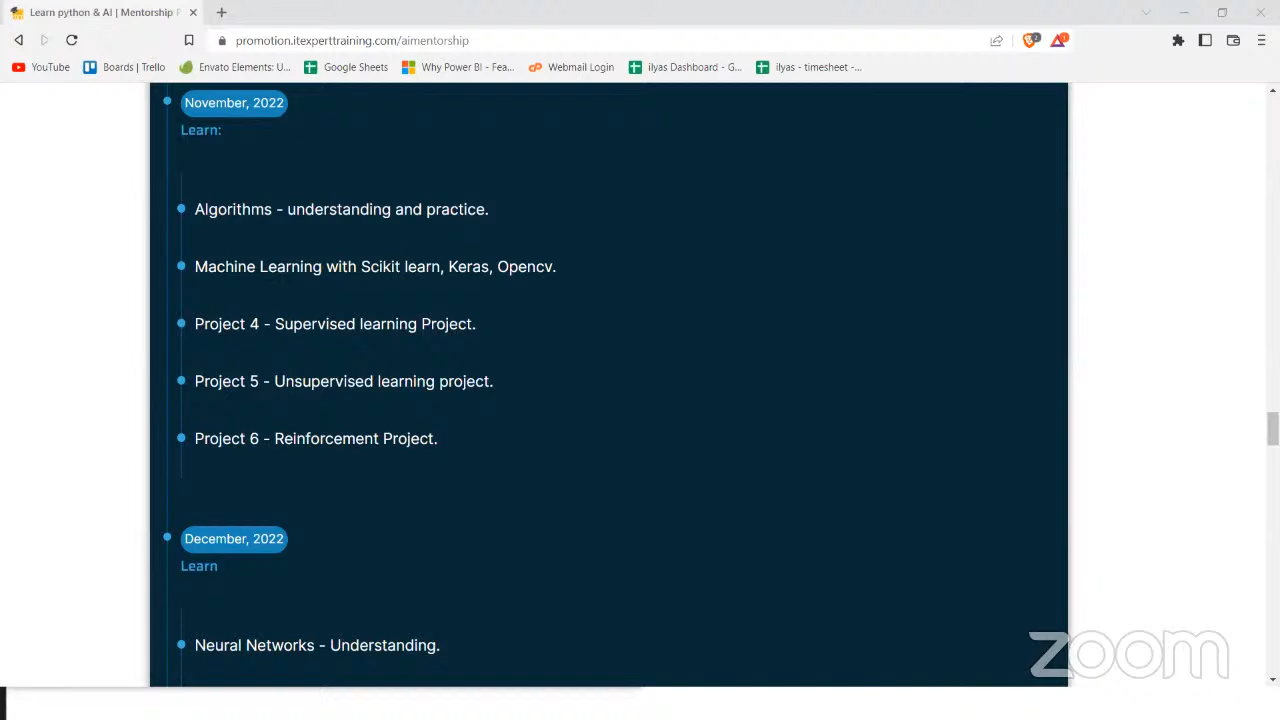 Learn python & AI | Mentorship P
promotion.itexperttraining.com/aimentorship
YouTube
Boards | Trello
Envato Elements: U...
Google Sheets
Why Power BI - Fea...
Webmail Login
ilyas Dashboard - G...
ilyas - timesheet -...
November, 2022
Learn:
Algorithms - understanding and practice.
Machine Learning with Scikit learn, Keras, Opencv.
Project 4 - Supervised learning Project.
Project 5 - Unsupervised learning project.
Project 6 - Reinforcement Project.
December, 2022
Learn
Neural Networks - Understanding.
zoom